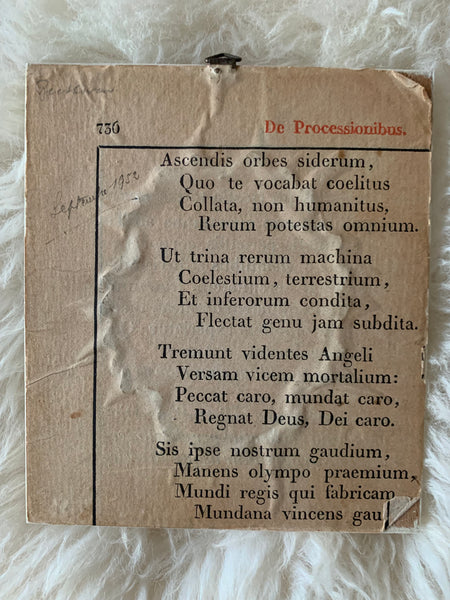 736
De Processionibus.
septembre 1952
Ascendis orbes siderum,
Quo te vocabat coelitus
Collata, non humanitus,
Rerum potestas omnium.
Ut trina rerum machina
Coelestium, terrestrium,
Et inferorum condita,
Flectat genu jam subdita.
Tremunt videntes Angeli
Versam vicem mortalium:
Peccat caro, mundat caro,
Regnat Deus, Dei caro.
Sis ipse nostrum gaudium,
Manens olympo praemium,
Mundi regis qui fabricam
Mundana vincens gau